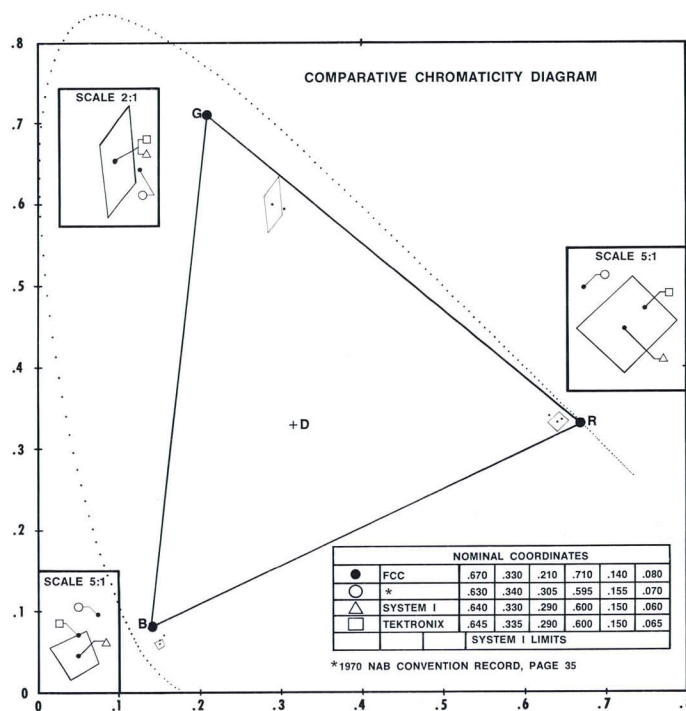 .8
COMPARATIVE CHROMATICITY DIAGRAM
SCALE 2:1
G
.7
.6
SCALE 5:1
.5
.4
R
+D
.3
.2
SCALE 5:1
B
.1
0
NOMINAL COORDINATES
FCC .670 .330 .210 .710 .140 .080
* .630 .340 .305 .595 .155 .070
SYSTEM I .640 .330 .290 .600 .150 .060
TEKTRONIX .645 .335 .290 .600 .150 .065
SYSTEM I LIMITS
*1970 NAB CONVENTION RECORD, PAGE 35
0 .1 .2 .3 .4 .5 .6 .7 .8